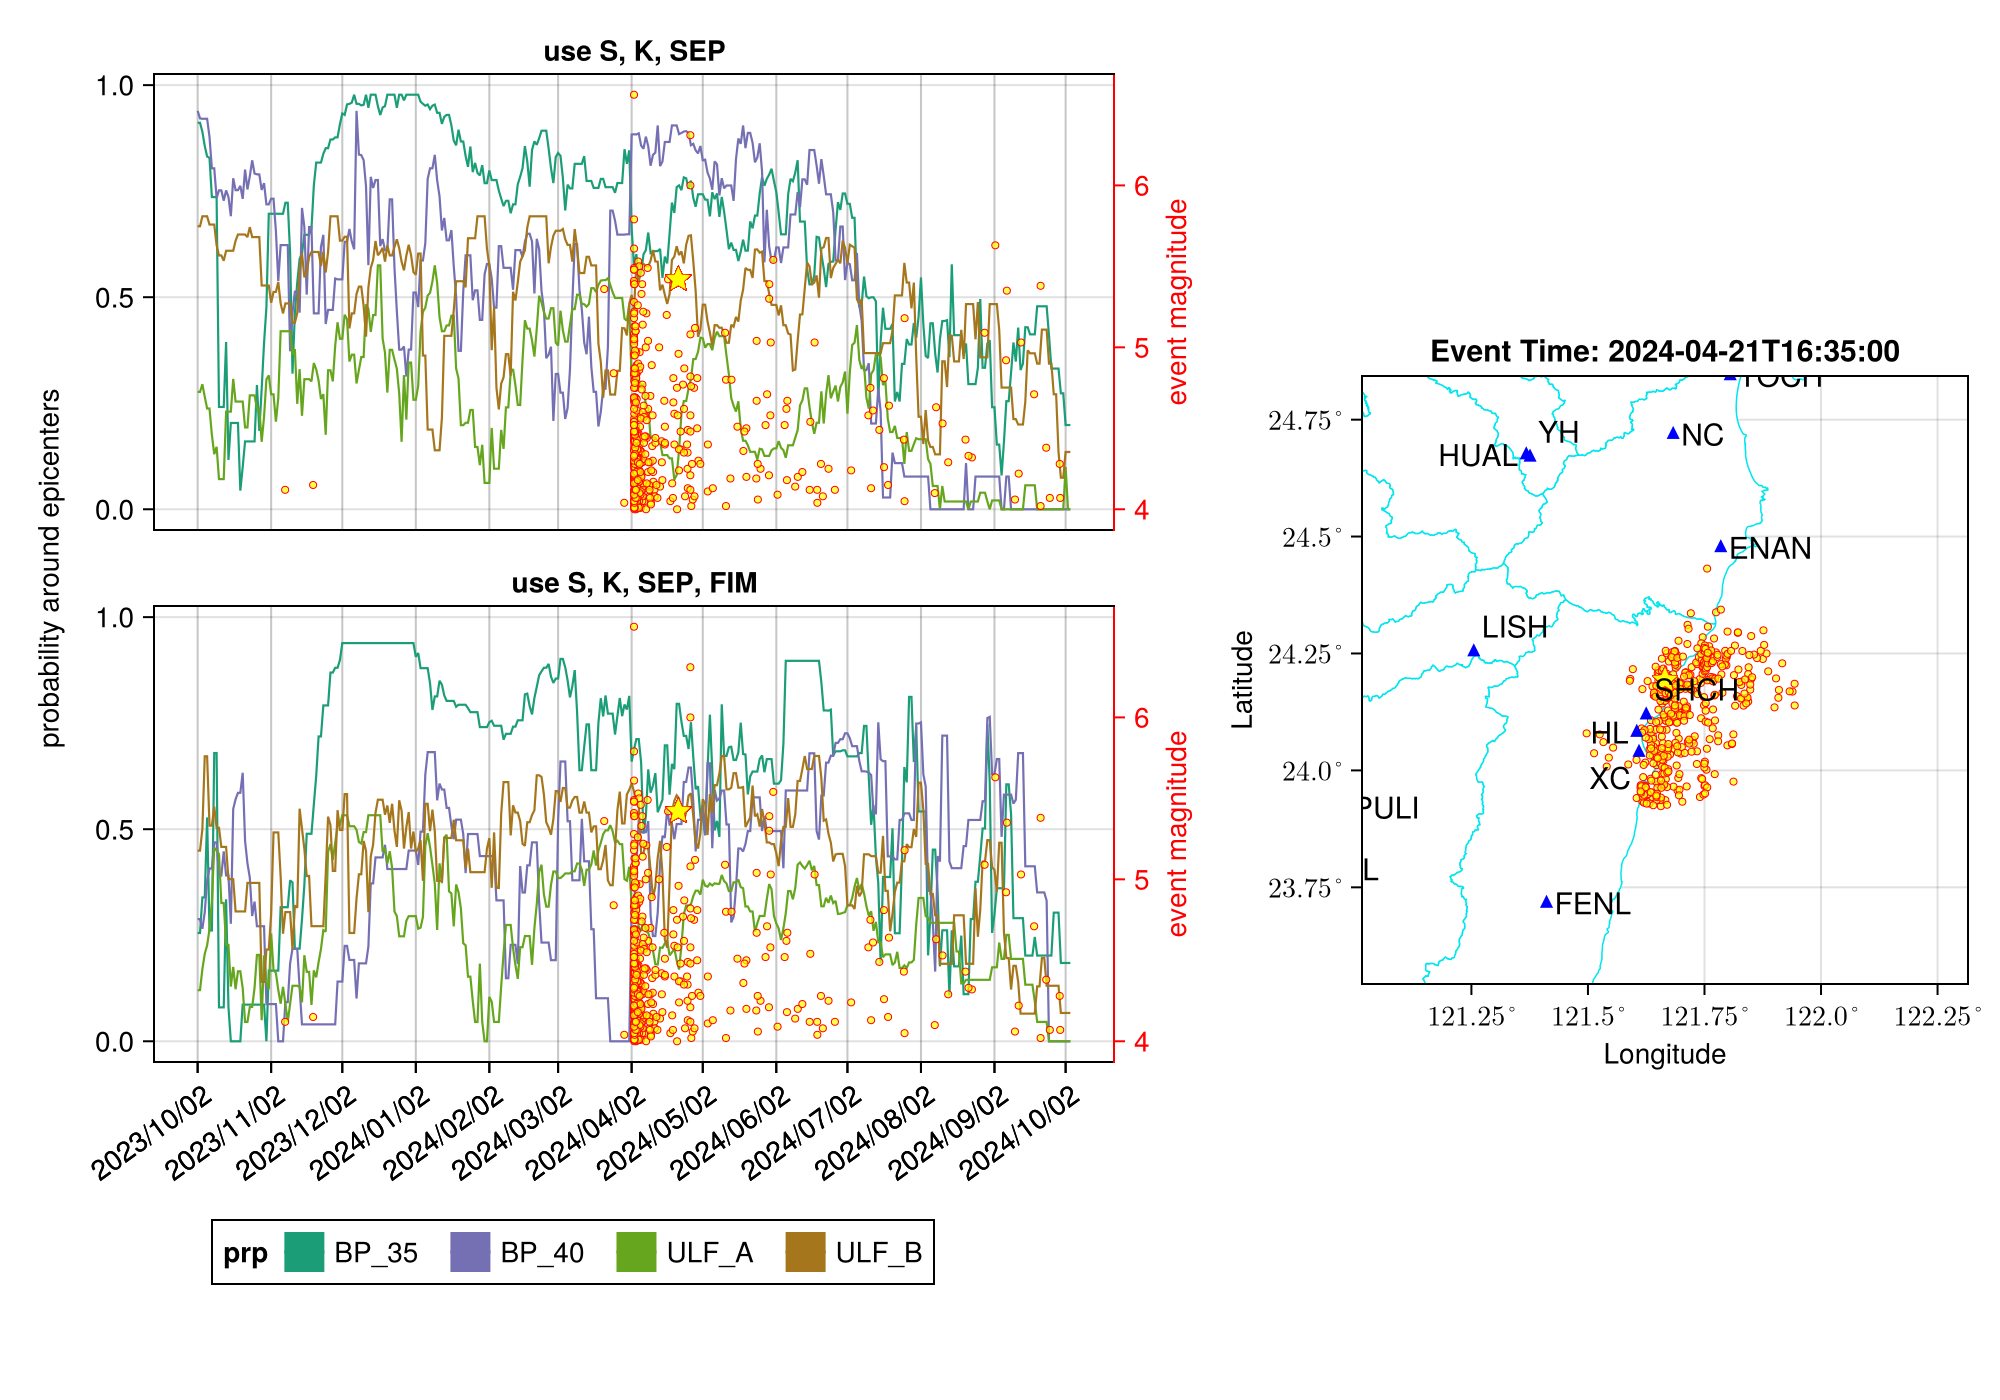 use S, K, SEP
1.0
0.5
0.0
6
5
4
event magnitude
probability around epicenters
use S, K, SEP, FIM
1.0
0.5
0.0
6
5
4
event magnitude
2023/10/02
2023/11/02
2023/12/02
2024/01/02
2024/02/02
2024/03/02
2024/04/02
2024/05/02
2024/06/02
2024/07/02
2024/08/02
2024/09/02
2024/10/02
prp BP_35 BP_40 ULF_A ULF_B
Event Time: 2024-04-21T16:35:00
24.75°
24.5°
24.25°
24.0°
23.75°
Latitude
YH
NC
HUAL
ENAN
LISH
SHCH
HL
XC
PULI
L
FENL
121.25° 121.5° 121.75° 122.0° 122.25°
Longitude